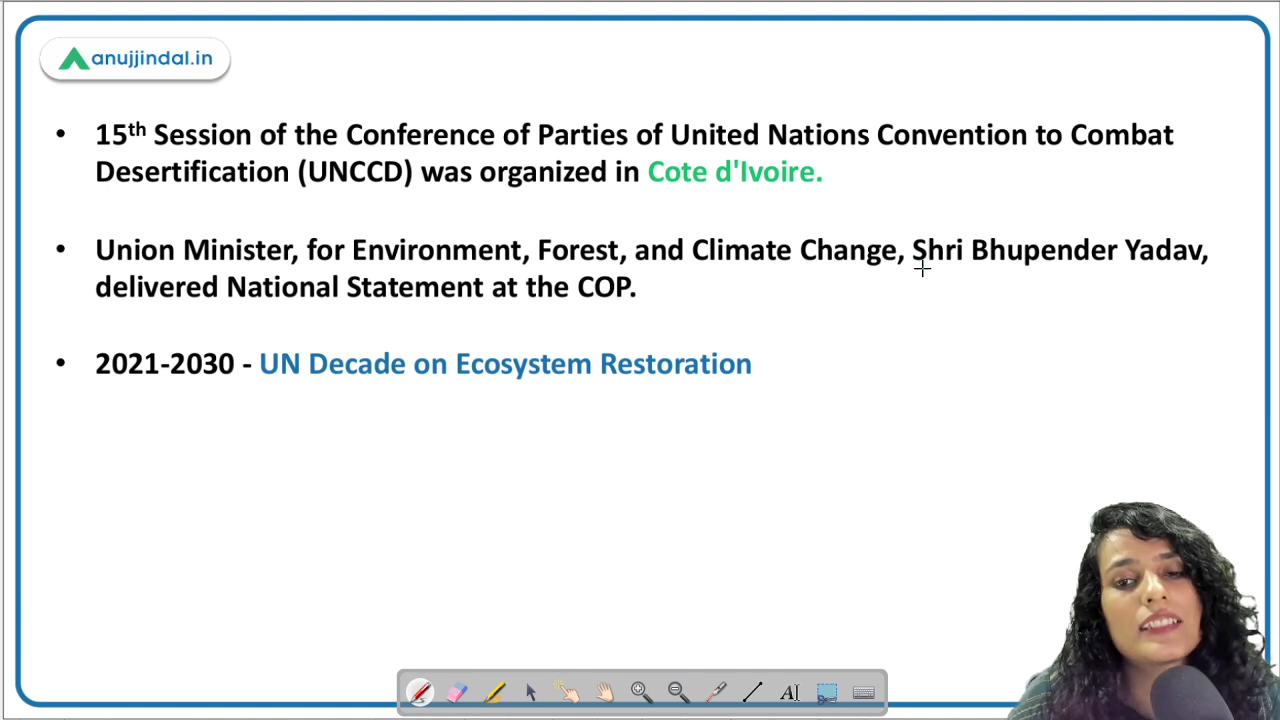 anujjindal.in
• 15th Session of the Conference of Parties of United Nations Convention to Combat
Desertification (UNCCD) was organized in Cote d'Ivoire.
• Union Minister, for Environment, Forest, and Climate Change, Shri Bhupender Yadav,
delivered National Statement at the COP.
• 2021-2030 - UN Decade on Ecosystem Restoration
AI